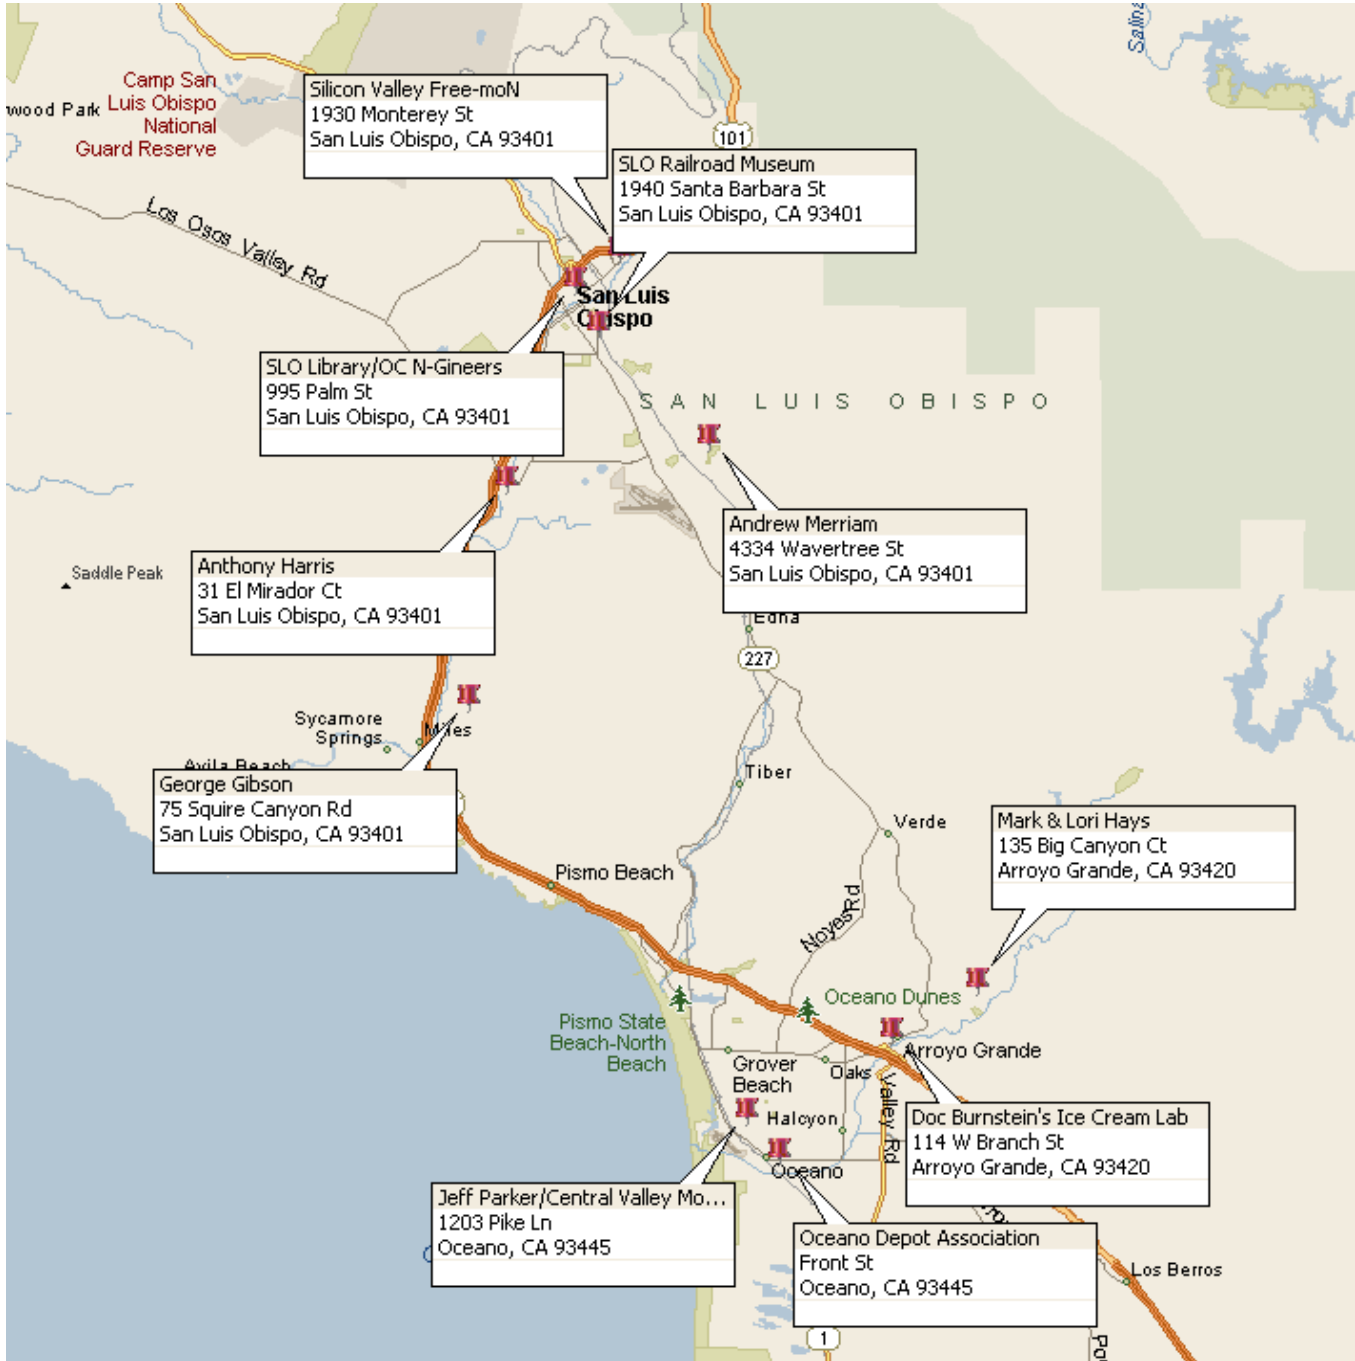 Salina
Camp San
Luis Obispo
National
Guard Reserve
wood Park
Silicon Valley Free-moN
1930 Monterey St
San Luis Obispo, CA 93401
101
SLO Railroad Museum
1940 Santa Barbara St
San Luis Obispo, CA 93401
Los Osos Valley Rd
San Luis
Obispo
SLO Library/OC N-Gineers
995 Palm St
San Luis Obispo, CA 93401
SAN LUIS OBISPO
Andrew Merriam
4334 Wavertree St
San Luis Obispo, CA 93401
Anthony Harris
31 El Mirador Ct
San Luis Obispo, CA 93401
Saddle Peak
Edna
227
Sycamore
Springs
Miles
Avila Beach
Tiber
George Gibson
75 Squire Canyon Rd
San Luis Obispo, CA 93401
Verde
Mark & Lori Hays
135 Big Canyon Ct
Arroyo Grande, CA 93420
Pismo Beach
Noyes Rd
Oceano Dunes
Pismo State
Beach-North
Beach
Arroyo Grande
Grover
Beach
Oaks
Valley Rd
Halcyon
Doc Burnstein's Ice Cream Lab
114 W Branch St
Arroyo Grande, CA 93420
Oceano
Jeff Parker/Central Valley Mo...
1203 Pike Ln
Oceano, CA 93445
Oceano Depot Association
Front St
Oceano, CA 93445
Los Berros
1